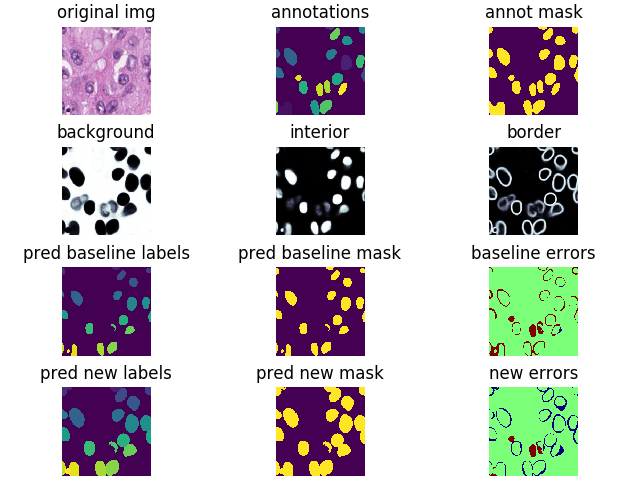 original img
annotations
annot mask
background
interior
border
pred baseline labels
pred baseline mask
baseline errors
pred new labels
pred new mask
new errors